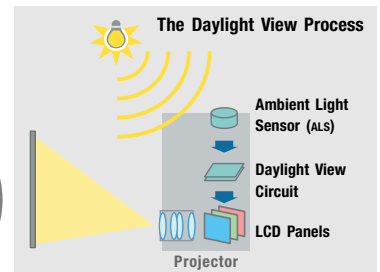 The Daylight View Process
Ambient Light
Sensor (ALS)
Daylight View
Circuit
LCD Panels
Projector